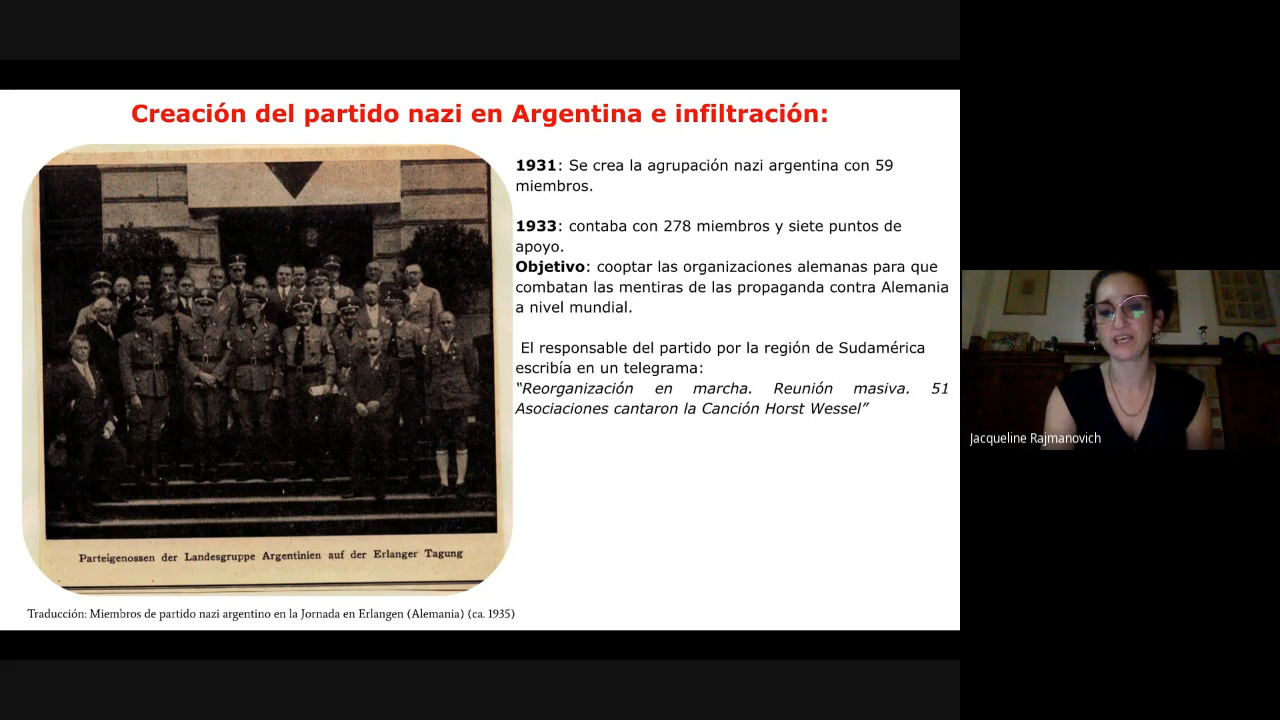 Creación del partido nazi en Argentina e infiltración:
1931: Se crea la agrupación nazi argentina con 59
miembros.
1933: contaba con 278 miembros y siete puntos de
apoyo.
Objetivo: cooptar las organizaciones alemanas para que
combatan las mentiras de las propaganda contra Alemania
a nivel mundial.
El responsable del partido por la región de Sudamérica
escribía en un telegrama:
“Reorganización en marcha. Reunión masiva. 51
Asociaciones cantaron la Canción Horst Wessel”
Parteigenossen der Landesgruppe Argentinien auf der Erlanger Tagung
Traducción: Miembros de partido nazi argentino en la Jornada en Erlangen (Alemania) (ca. 1935)
Jacqueline Rajmanovich